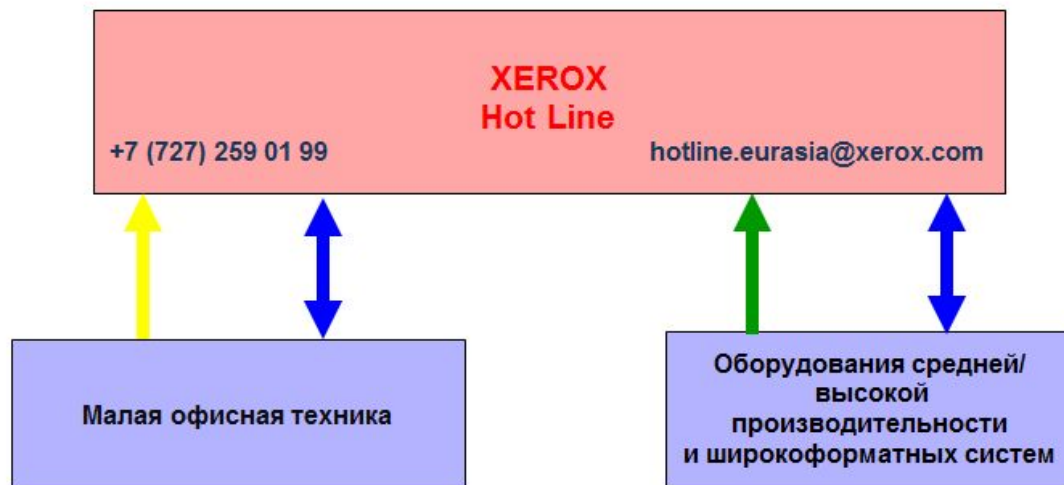 XEROX
Hot Line
+7 (727) 259 01 99
hotline.eurasia@xerox.com
Малая офисная техника
Оборудования средней/
высокой
производительности
и широкоформатных систем